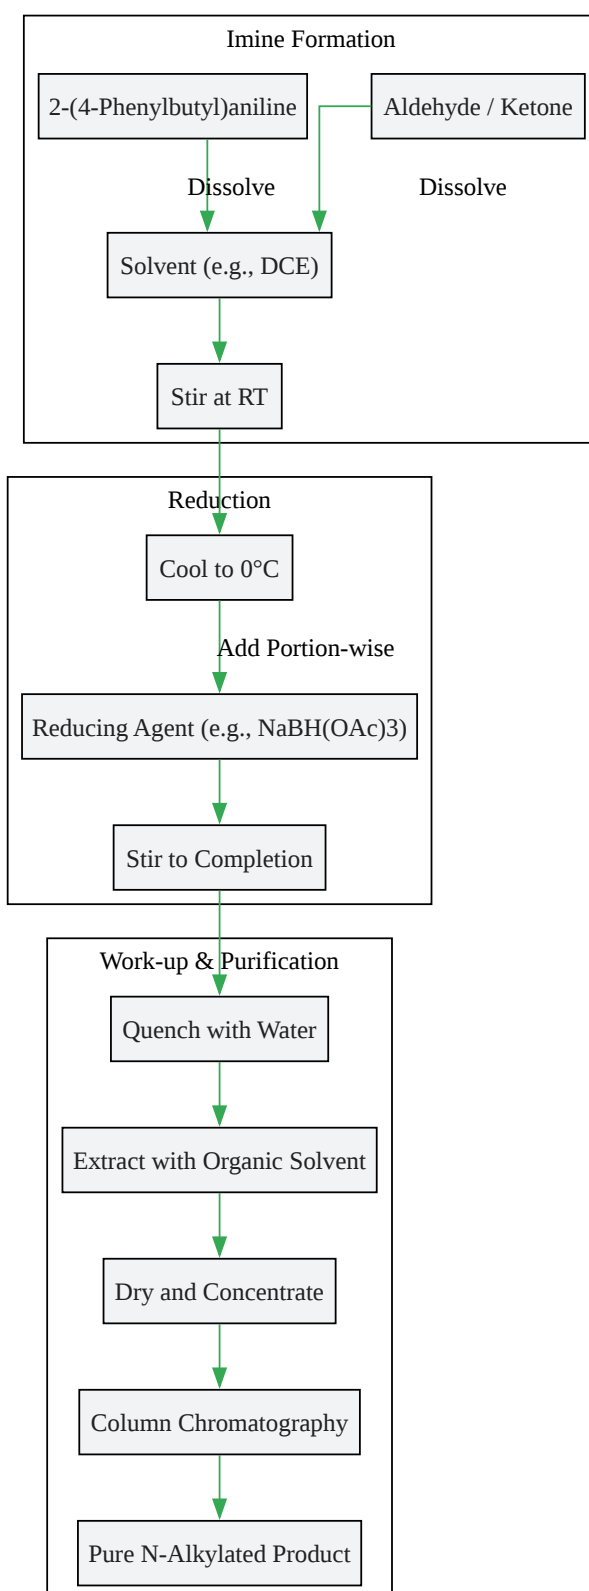 Imine Formation
2-(4-Phenylbutyl)aniline
Aldehyde / Ketone
Dissolve
Dissolve
Solvent (e.g., DCE)
Stir at RT
Reduction
Cool to 0°C
Add Portion-wise
Reducing Agent (e.g., NaBH(OAc)3)
Stir to Completion
Work-up & Purification
Quench with Water
Extract with Organic Solvent
Dry and Concentrate
Column Chromatography
Pure N-Alkylated Product